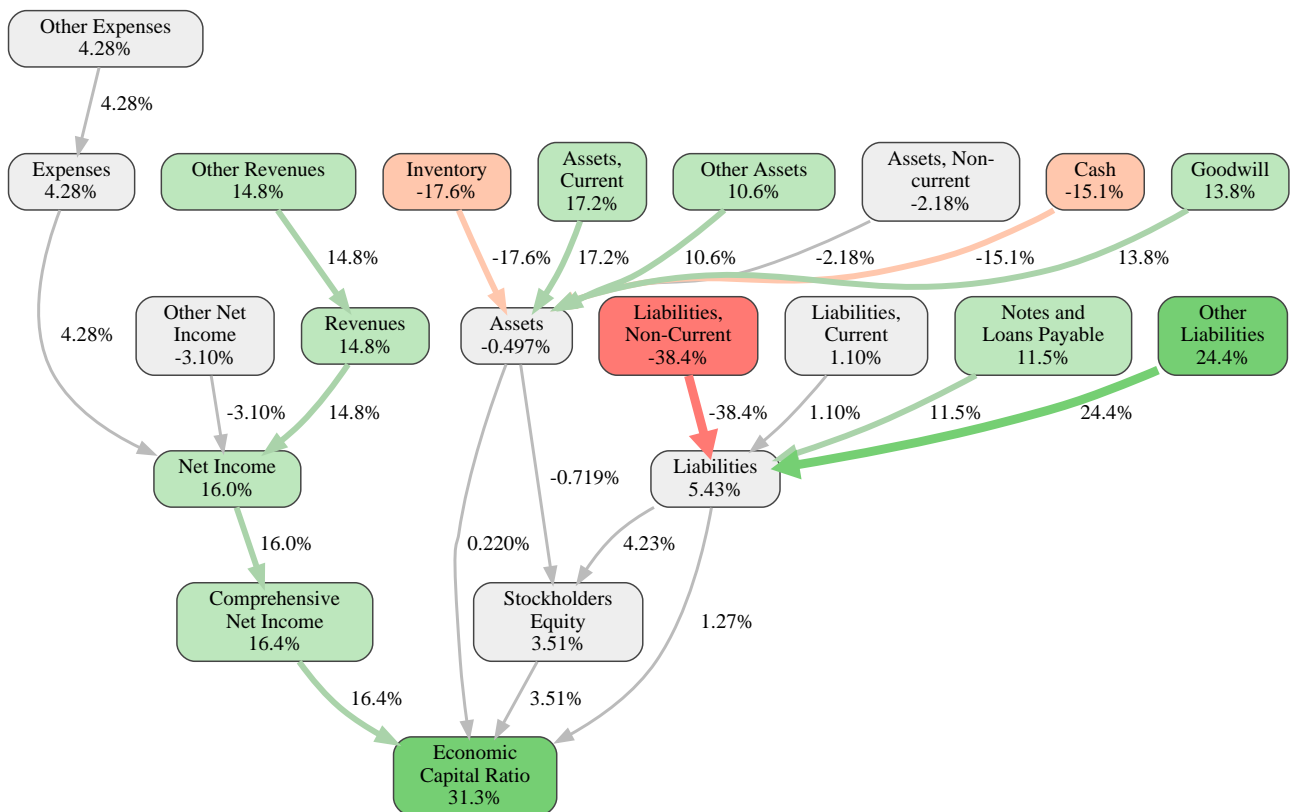 Other Expenses
4.28%
4.28%
Expenses
4.28%
Other Revenues
14.8%
Inventory
-17.6%
Assets,
Current
17.2%
Other Assets
10.6%
Assets, Non-
current
-2.18%
Cash
-15.1%
Goodwill
13.8%
14.8%
-17.6%
17.2%
10.6%
-2.18%
-15.1%
13.8%
4.28%
Other Net
Income
-3.10%
Revenues
14.8%
Assets
-0.497%
Liabilities,
Non-Current
-38.4%
Liabilities,
Current
1.10%
Notes and
Loans Payable
11.5%
Other
Liabilities
24.4%
-3.10%
14.8%
-38.4%
1.10%
11.5%
24.4%
Net Income
16.0%
-0.719%
Liabilities
5.43%
16.0%
0.220%
4.23%
Comprehensive
Net Income
16.4%
Stockholders
Equity
3.51%
1.27%
16.4%
3.51%
Economic
Capital Ratio
31.3%